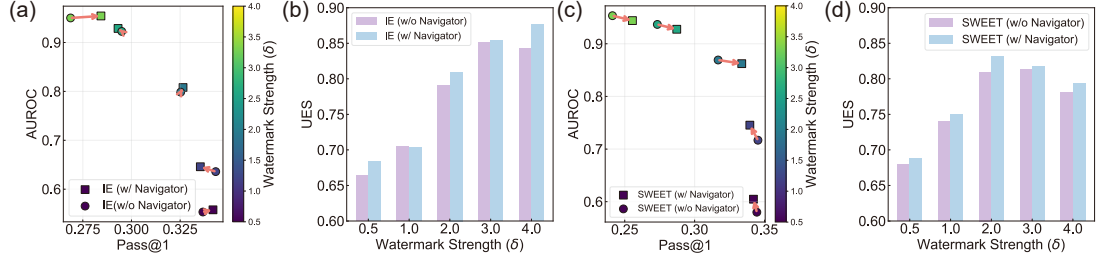 (a)
AUROC
0.9
0.8
0.7
0.6
0.275
0.300
0.325
Pass@1
IE (w/ Navigator)
IE(w/o Navigator)
4.0
3.5
3.0
2.5
2.0
1.5
1.0
0.5
Watermark Strength (δ)
(b)
UES
0.90
0.85
0.80
0.75
0.70
0.65
0.60
0.5
1.0
2.0
3.0
4.0
Watermark Strength (δ)
IE (w/o Navigator)
IE (w/ Navigator)
(c)
AUROC
0.9
0.8
0.7
0.6
0.25
0.30
0.35
Pass@1
SWEET (w/ Navigator)
SWEET (w/o Navigator)
4.0
3.5
3.0
2.5
2.0
1.5
1.0
0.5
Watermark Strength (δ)
(d)
UES
0.90
0.85
0.80
0.75
0.70
0.65
0.60
0.5
1.0
2.0
3.0
4.0
Watermark Strength (δ)
SWEET (w/o Navigator)
SWEET (w/ Navigator)